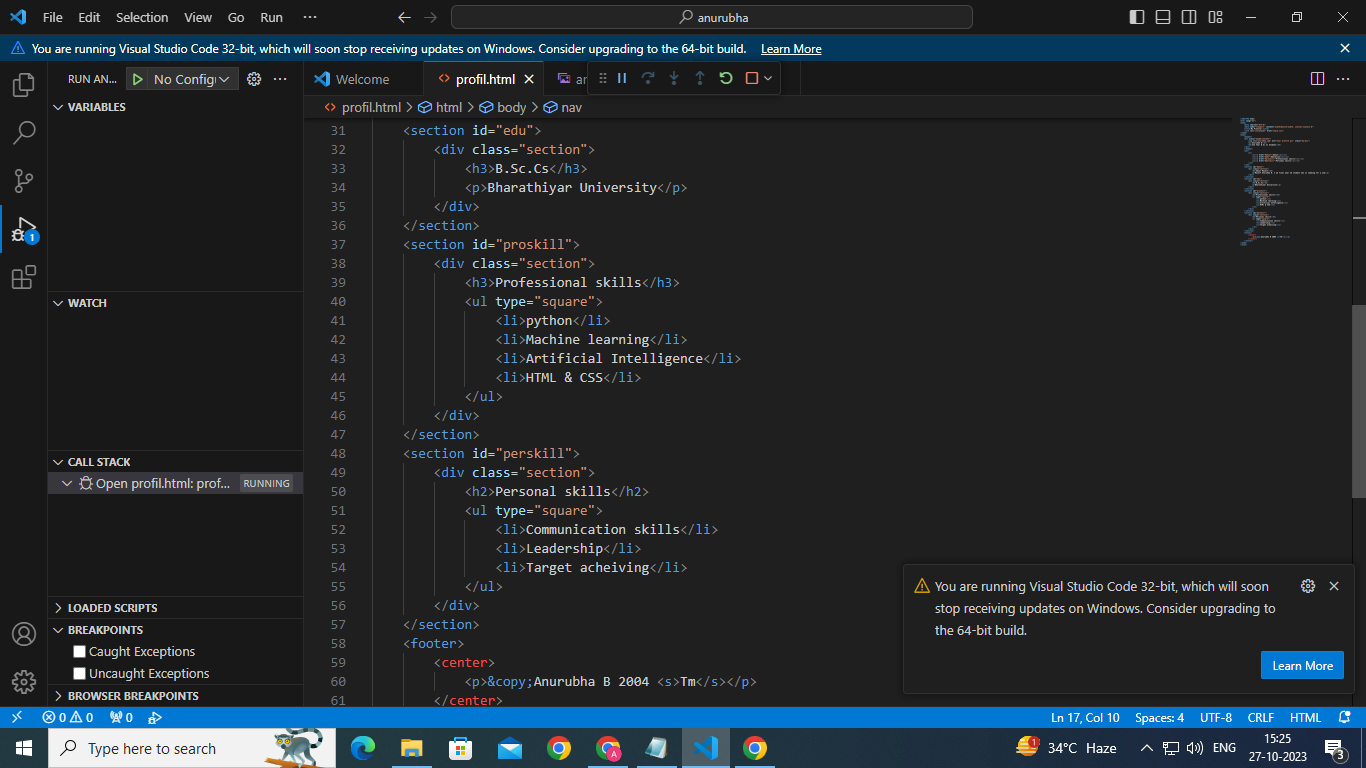 File Edit Selection View Go Run ··· anurubha
You are running Visual Studio Code 32-bit, which will soon stop receiving updates on Windows. Consider upgrading to the 64-bit build. Learn More
RUN AN... No Config
Welcome profil.html an
profil.html > html > body > nav
VARIABLES
WATCH
CALL STACK
Open profil.html: prof... RUNNING
LOADED SCRIPTS
BREAKPOINTS
Caught Exceptions
Uncaught Exceptions
BROWSER BREAKPOINTS
1
31 <section id="edu">
32 <div class="section">
33 <h3>B.Sc.Cs</h3>
34 <p>Bharathiyar University</p>
35 </div>
36 </section>
37 <section id="proskill">
38 <div class="section">
39 <h3>Professional skills</h3>
40 <ul type="square">
41 <li>python</li>
42 <li>Machine learning</li>
43 <li>Artificial Intelligence</li>
44 <li>HTML & CSS</li>
45 </ul>
46 </div>
47 </section>
48 <section id="perskill">
49 <div class="section">
50 <h2>Personal skills</h2>
51 <ul type="square">
52 <li>Communication skills</li>
53 <li>Leadership</li>
54 <li>Target acheiving</li>
55 </ul>
56 </div>
57 </section>
58 <footer>
59 <center>
60 <p>&copy;Anurubha B 2004 <s>Tm</s></p>
61 </center>
You are running Visual Studio Code 32-bit, which will soon
stop receiving updates on Windows. Consider upgrading to
the 64-bit build.
Learn More
0 0 0 Ln 17, Col 10 Spaces: 4 UTF-8 CRLF HTML
Type here to search A 1 34°C Haze ENG 15:25
27-10-2023 3